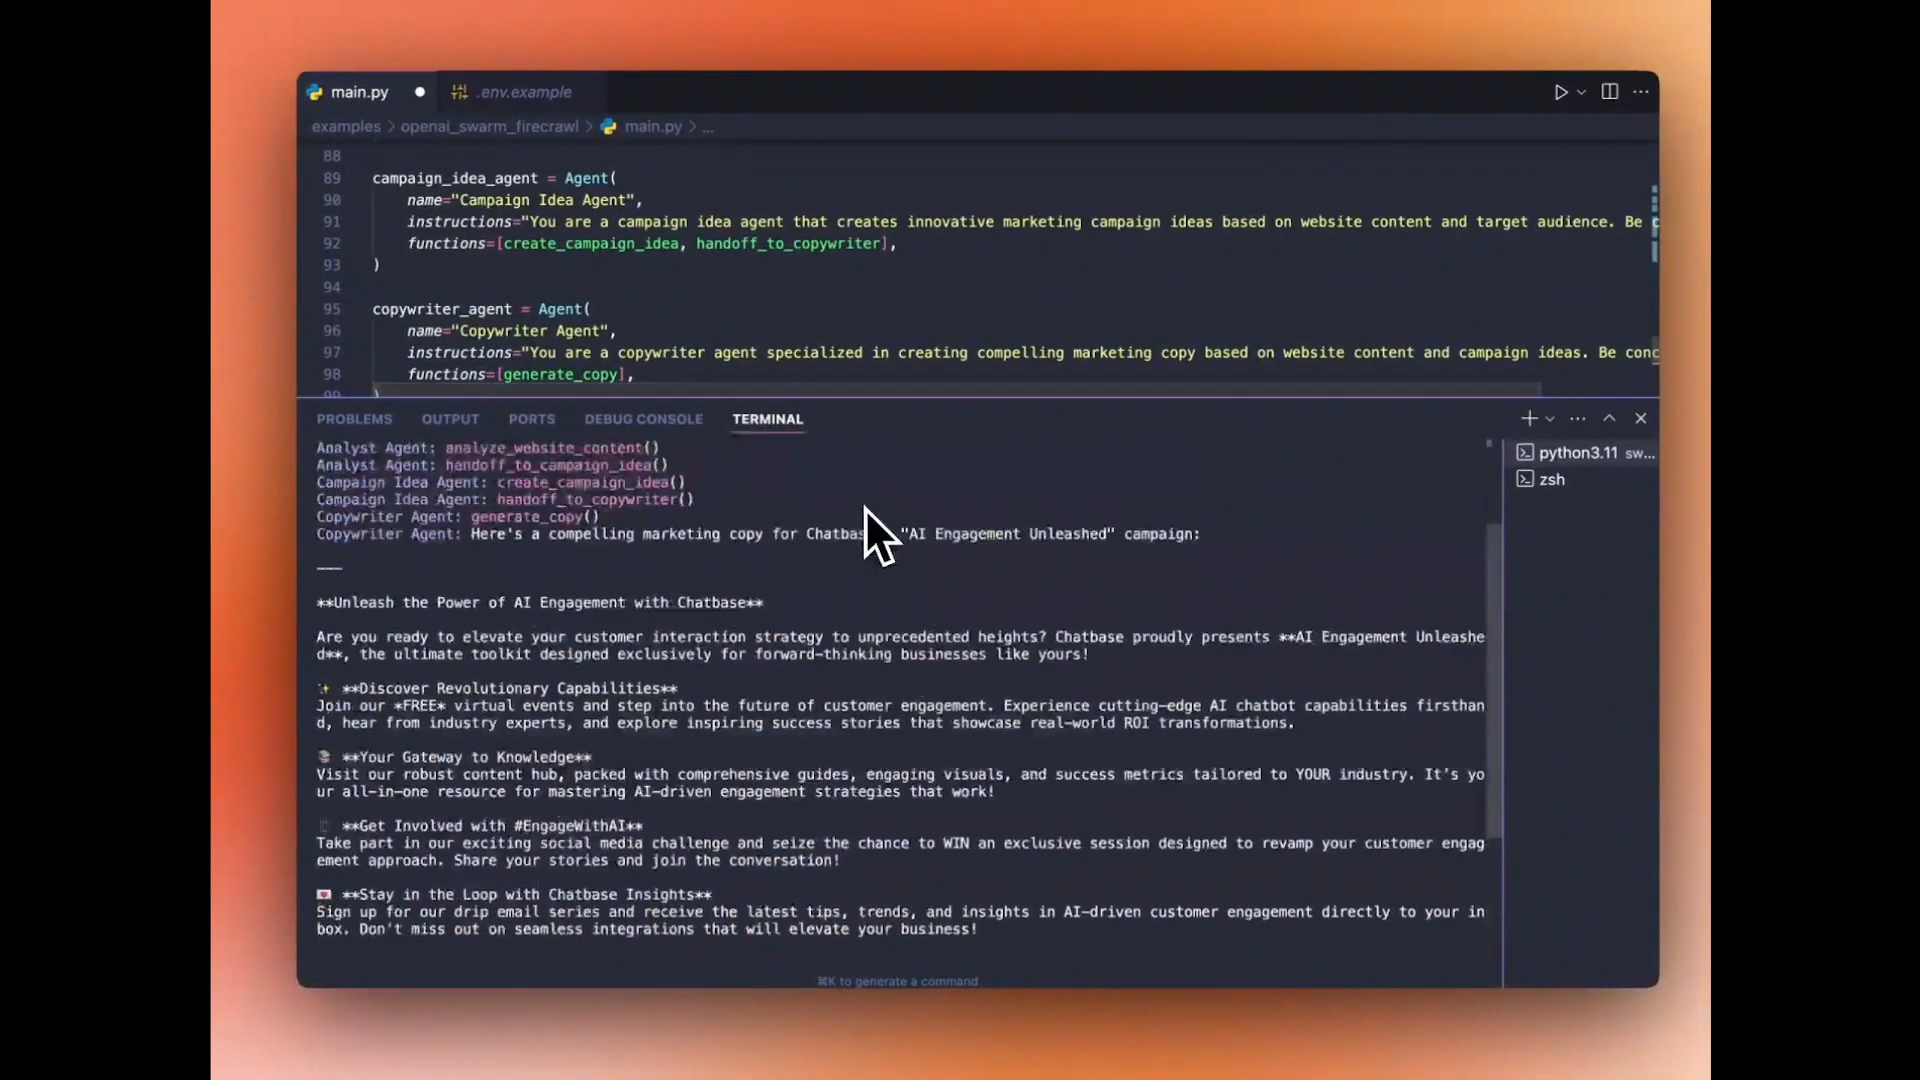 main.py
.env.example
examples > openai_swarm_firecrawl > main.py > ...
88
89 campaign_idea_agent = Agent(
90 name="Campaign Idea Agent",
91 instructions="You are a campaign idea agent that creates innovative marketing campaign ideas based on website content and target audience. Be c
92 functions=[create_campaign_idea, handoff_to_copywriter],
93 )
94
95 copywriter_agent = Agent(
96 name="Copywriter Agent",
97 instructions="You are a copywriter agent specialized in creating compelling marketing copy based on website content and campaign ideas. Be conc
98 functions=[generate_copy],
99 )
PROBLEMS OUTPUT PORTS DEBUG CONSOLE TERMINAL
Analyst Agent: analyze_website_content()
Analyst Agent: handoff_to_campaign_idea()
Campaign Idea Agent: create_campaign_idea()
Campaign Idea Agent: handoff_to_copywriter()
Copywriter Agent: generate_copy()
Copywriter Agent: Here's a compelling marketing copy for "AI Engagement Unleashed" campaign:
---
**Unleash the Power of AI Engagement with Chatbase**
Are you ready to elevate your customer interaction strategy to unprecedented heights? Chatbase proudly presents **AI Engagement Unleashe
d**, the ultimate toolkit designed exclusively for forward-thinking businesses like yours!
✨ **Discover Revolutionary Capabilities**
Join our *FREE* virtual events and step into the future of customer engagement. Experience cutting-edge AI chatbot capabilities firsthan
d, hear from industry experts, and explore inspiring success stories that showcase real-world ROI transformations.
📚 **Your Gateway to Knowledge**
Visit our robust content hub, packed with comprehensive guides, engaging visuals, and success metrics tailored to YOUR industry. It's yo
ur all-in-one resource for mastering AI-driven engagement strategies that work!
**Get Involved with #EngageWithAI**
Take part in our exciting social media challenge and seize the chance to WIN an exclusive session designed to revamp your customer engag
ement approach. Share your stories and join the conversation!
💌 **Stay in the Loop with Chatbase Insights**
Sign up for our drip email series and receive the latest tips, trends, and insights in AI-driven customer engagement directly to your in
box. Don't miss out on seamless integrations that will elevate your business!
⌘K to generate a command
python3.11 sw...
zsh